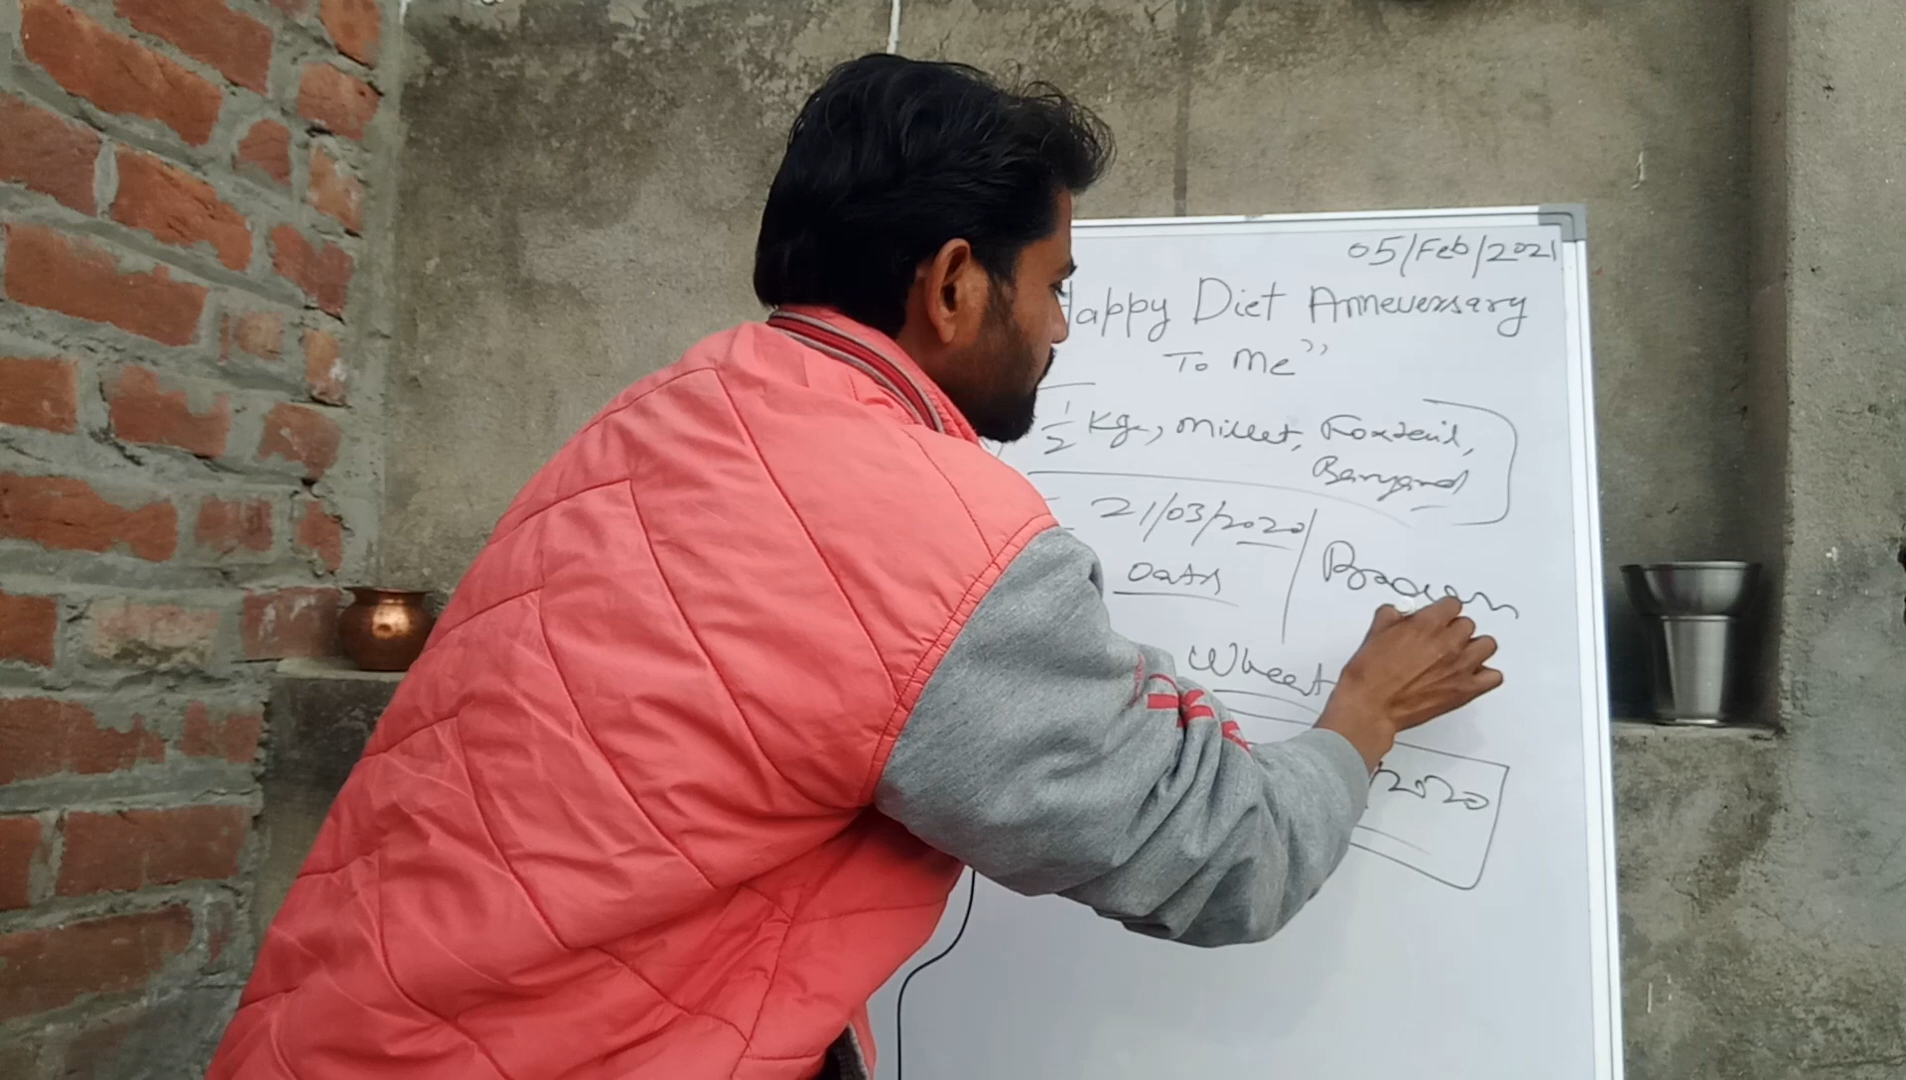 05/Feb/2021
Happy Diet Anneversary
To Me"
1/2 Kg, Millet, Foxteil,
Banyard
21/03/2020
Oats
Wheat
2020